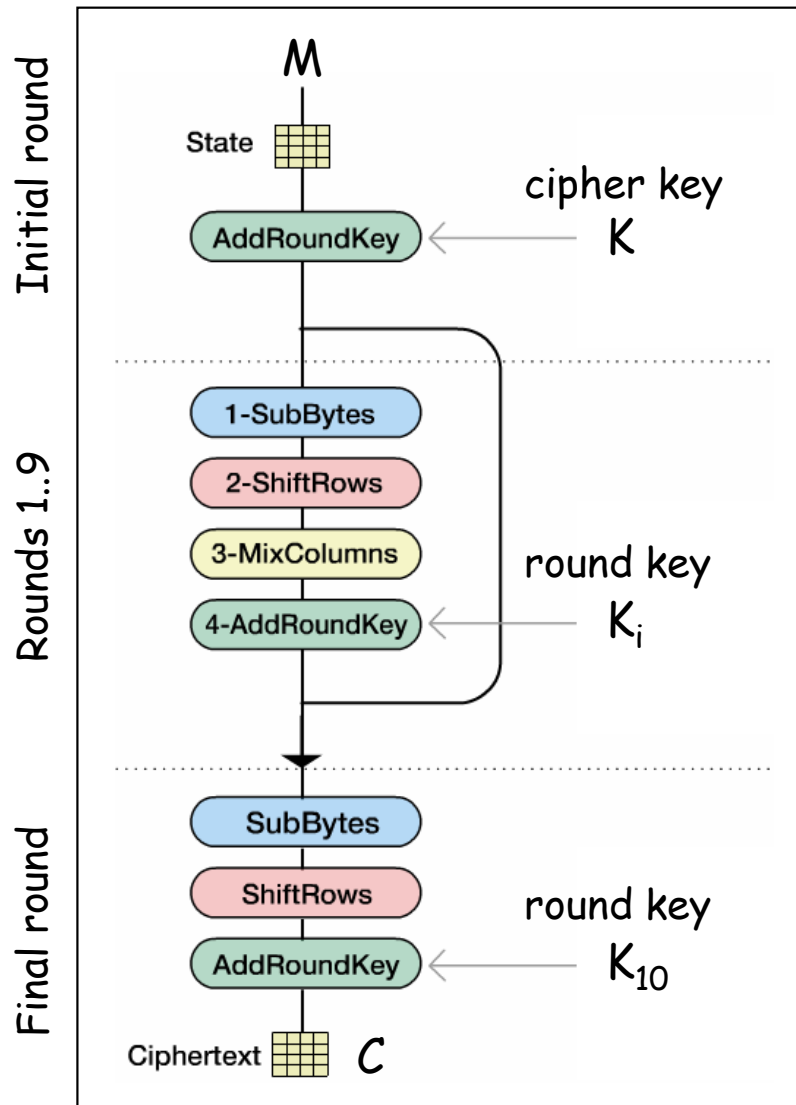 Initial round
M
State
cipher key
AddRoundKey
K
Rounds 1..9
1-SubBytes
2-ShiftRows
3-MixColumns
round key
4-AddRoundKey
Ki
Final round
SubBytes
ShiftRows
round key
AddRoundKey
K10
Ciphertext
C